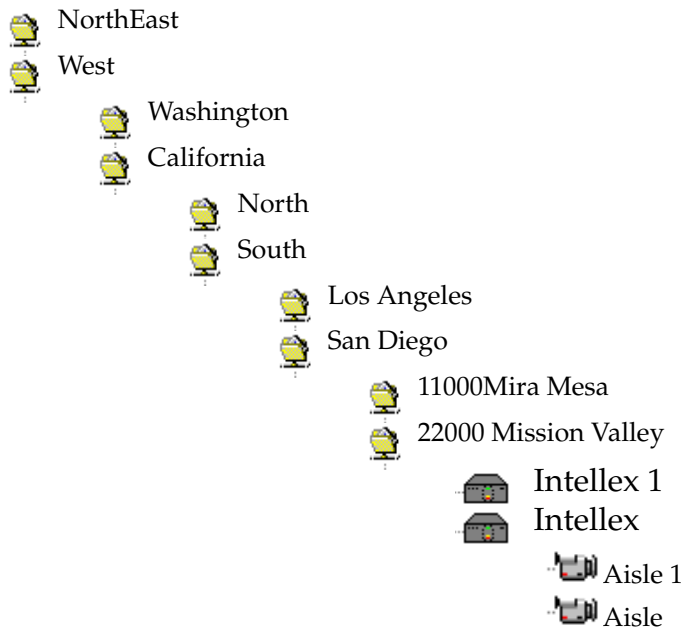 NorthEast
West
Washington
California
North
South
Los Angeles
San Diego
11000Mira Mesa
22000 Mission Valley
Intellex 1
Intellex
Aisle 1
Aisle